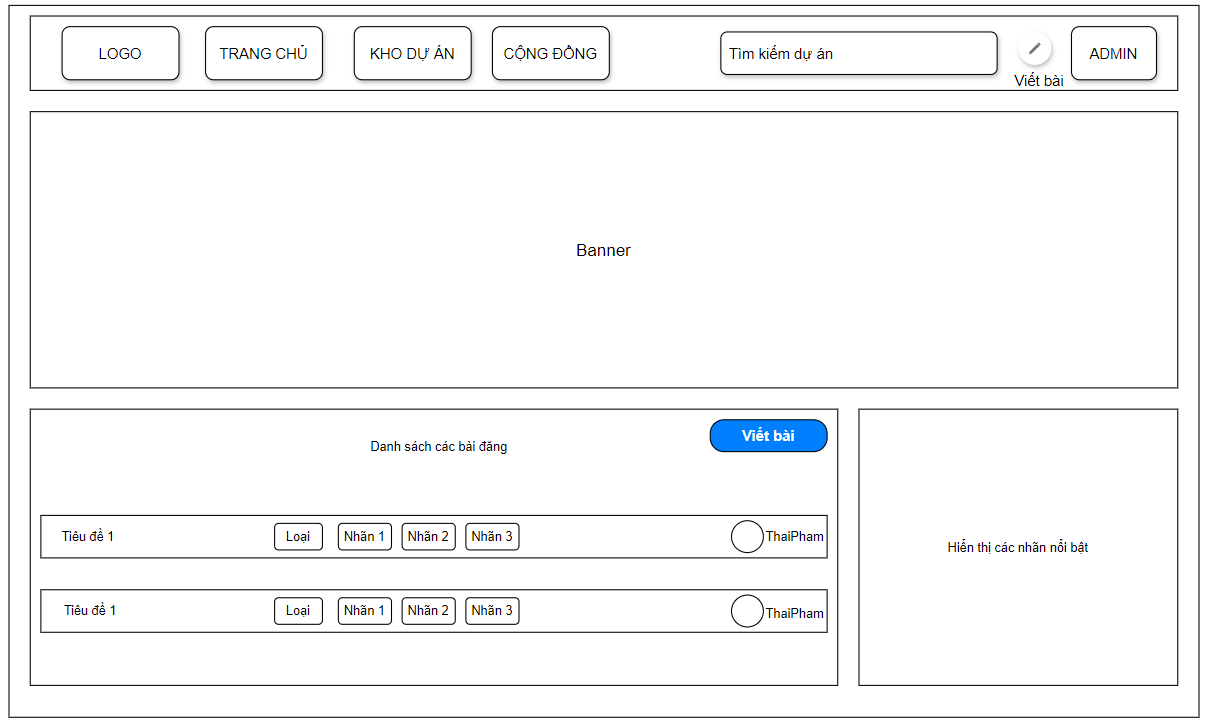 LOGO
TRANG CHỦ
KHO DỰ ÁN
CỘNG ĐỒNG
Tìm kiếm dự án
Viết bài
ADMIN
Banner
Danh sách các bài đăng
Viết bài
Tiêu đề 1
Loại
Nhãn 1
Nhãn 2
Nhãn 3
ThaiPham
Tiêu đề 1
Loại
Nhãn 1
Nhãn 2
Nhãn 3
ThaiPham
Hiển thị các nhãn nổi bật